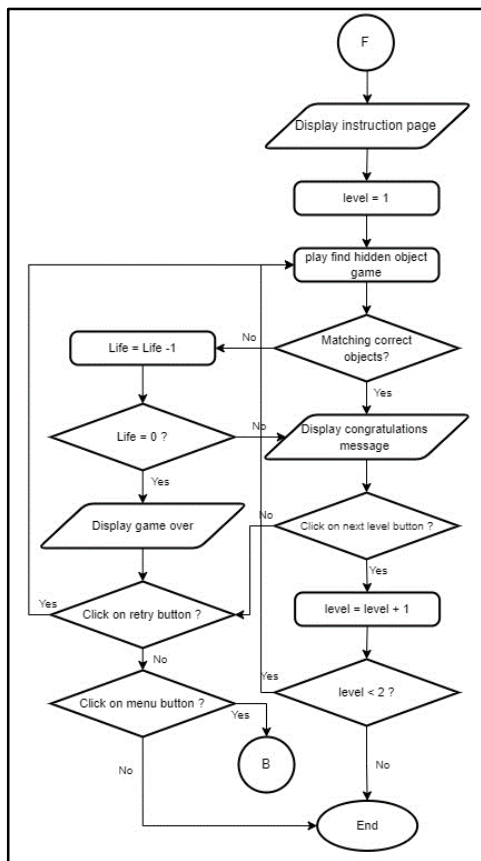 F
Display instruction page
level = 1
play find hidden object
game
Matching correct
objects?
No
Life = Life -1
Yes
Life = 0 ?
No
Display congratulations
message
Yes
Display game over
No
Click on next level button ?
Yes
Yes
Click on retry button ?
level = level + 1
No
Click on menu button ?
Yes
Yes
level < 2 ?
B
No
No
End